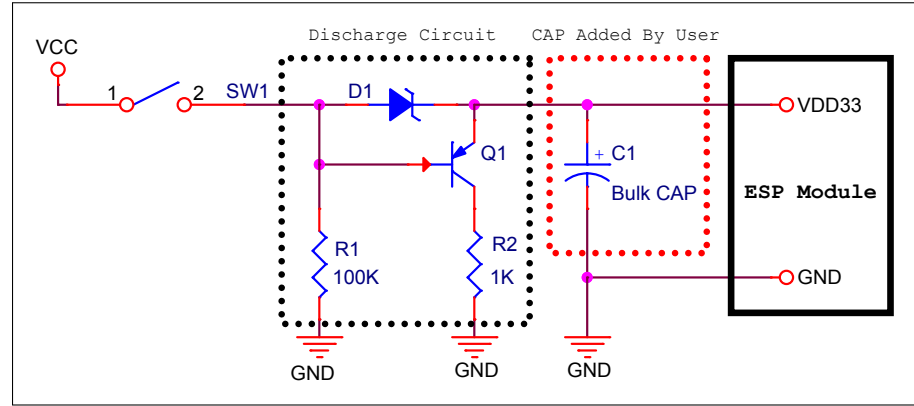 Discharge Circuit
CAP Added By User
VCC
1
2
SW1
D1
VDD33
Q1
+
C1
Bulk CAP
ESP Module
R1
100K
R2
1K
GND
GND
GND
GND